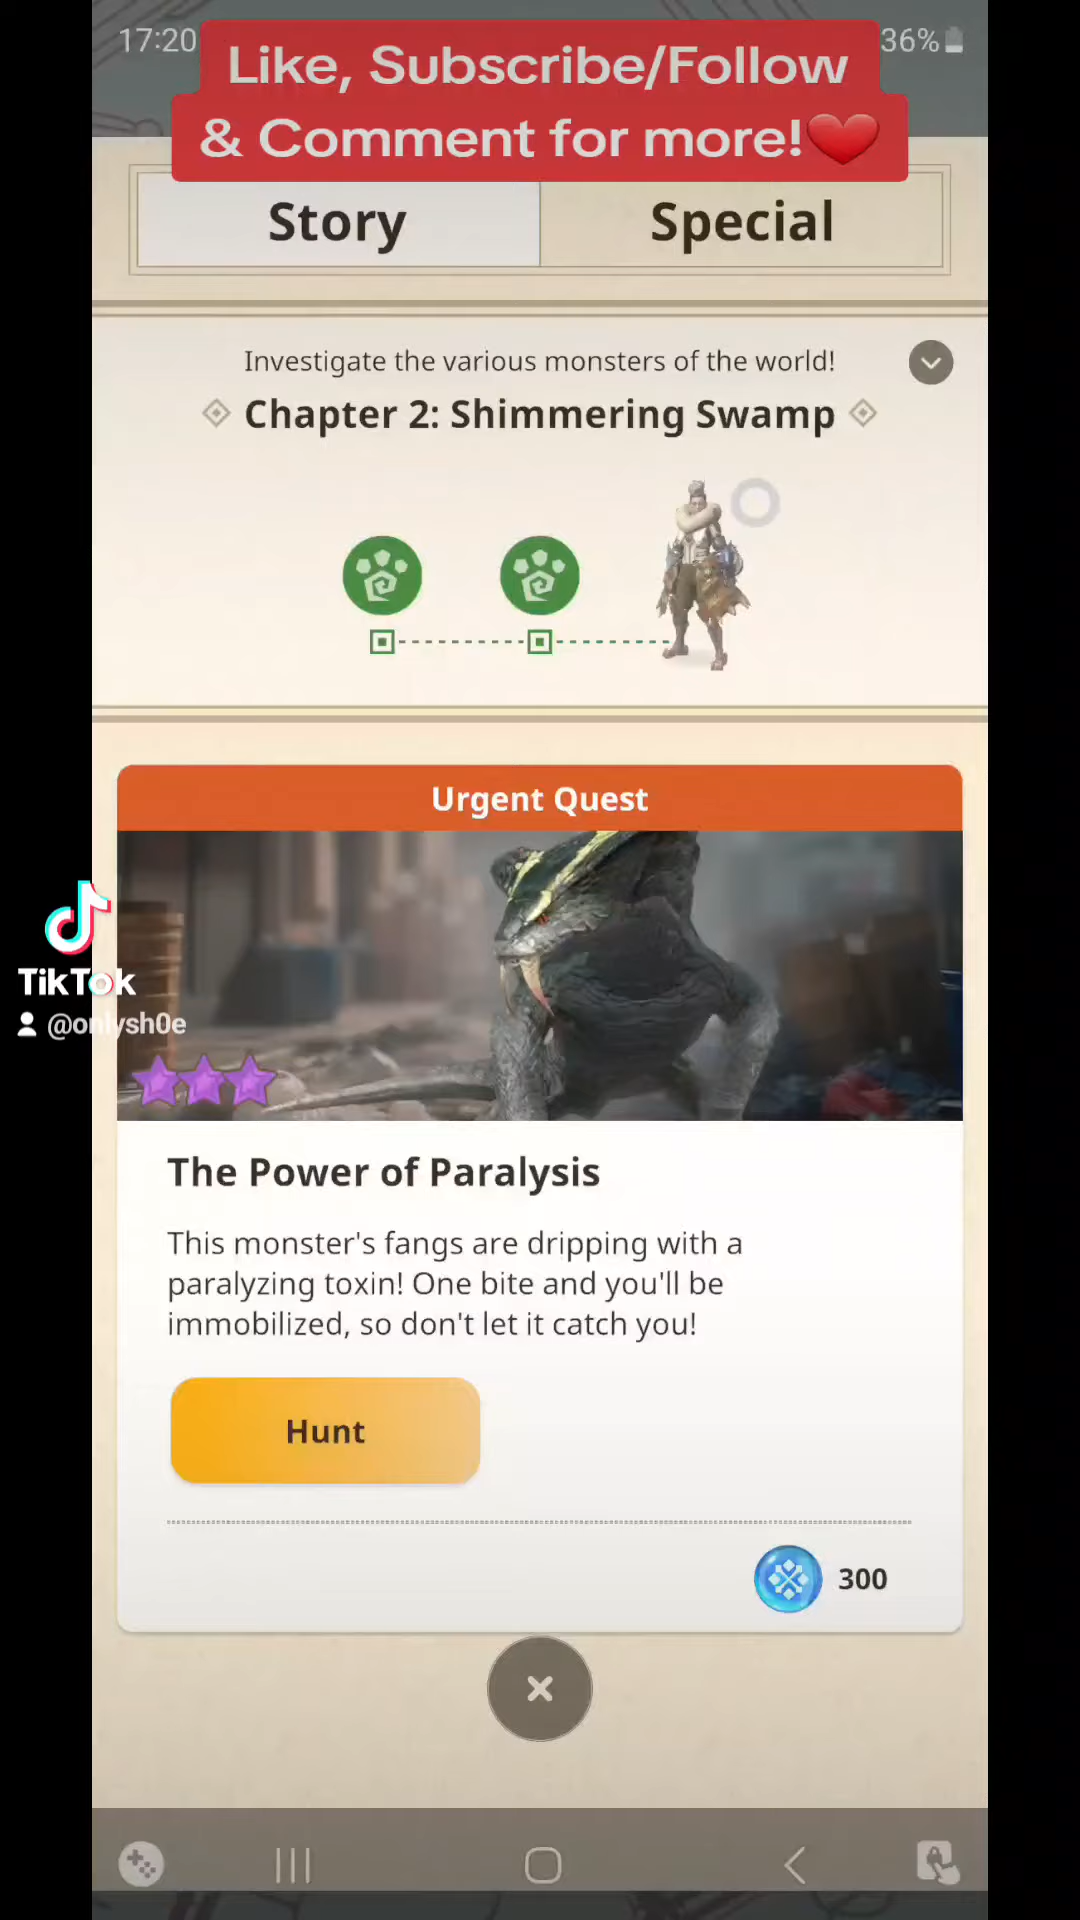 17:20
36%
Like, Subscribe/Follow
& Comment for more!❤️
Story
Special
Investigate the various monsters of the world!
Chapter 2: Shimmering Swamp
Urgent Quest
TikTok
@onlysh0e
The Power of Paralysis
This monster's fangs are dripping with a
paralyzing toxin! One bite and you'll be
immobilized, so don't let it catch you!
Hunt
300